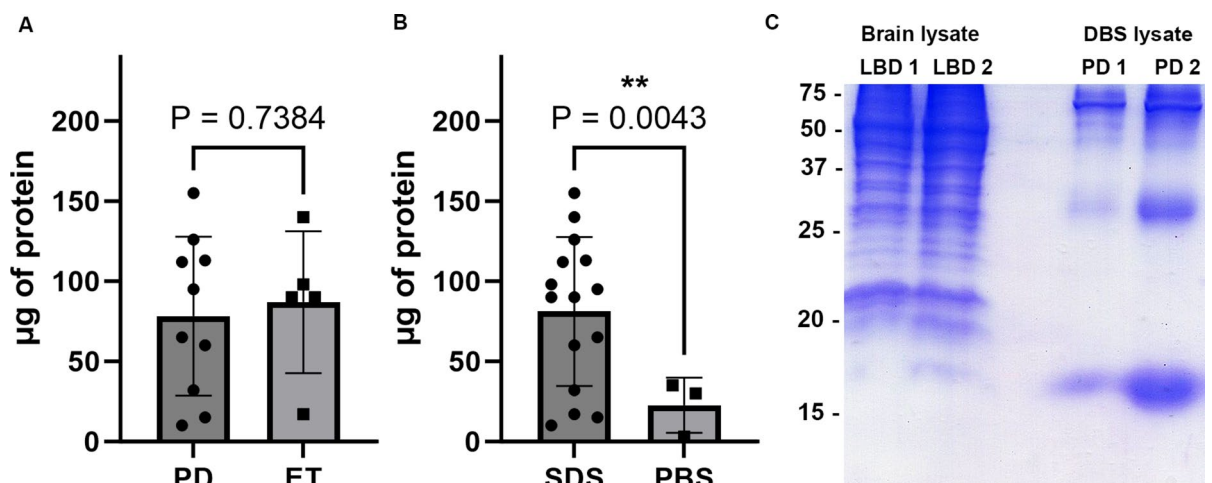 A
P = 0.7384
µg of protein
200
150
100
50
0
PD ET
B
**
P = 0.0043
µg of protein
200
150
100
50
0
SDS PBS
C
Brain lysate DBS lysate
LBD 1 LBD 2 PD 1 PD 2
75 -
50 -
37 -
25 -
20 -
15 -